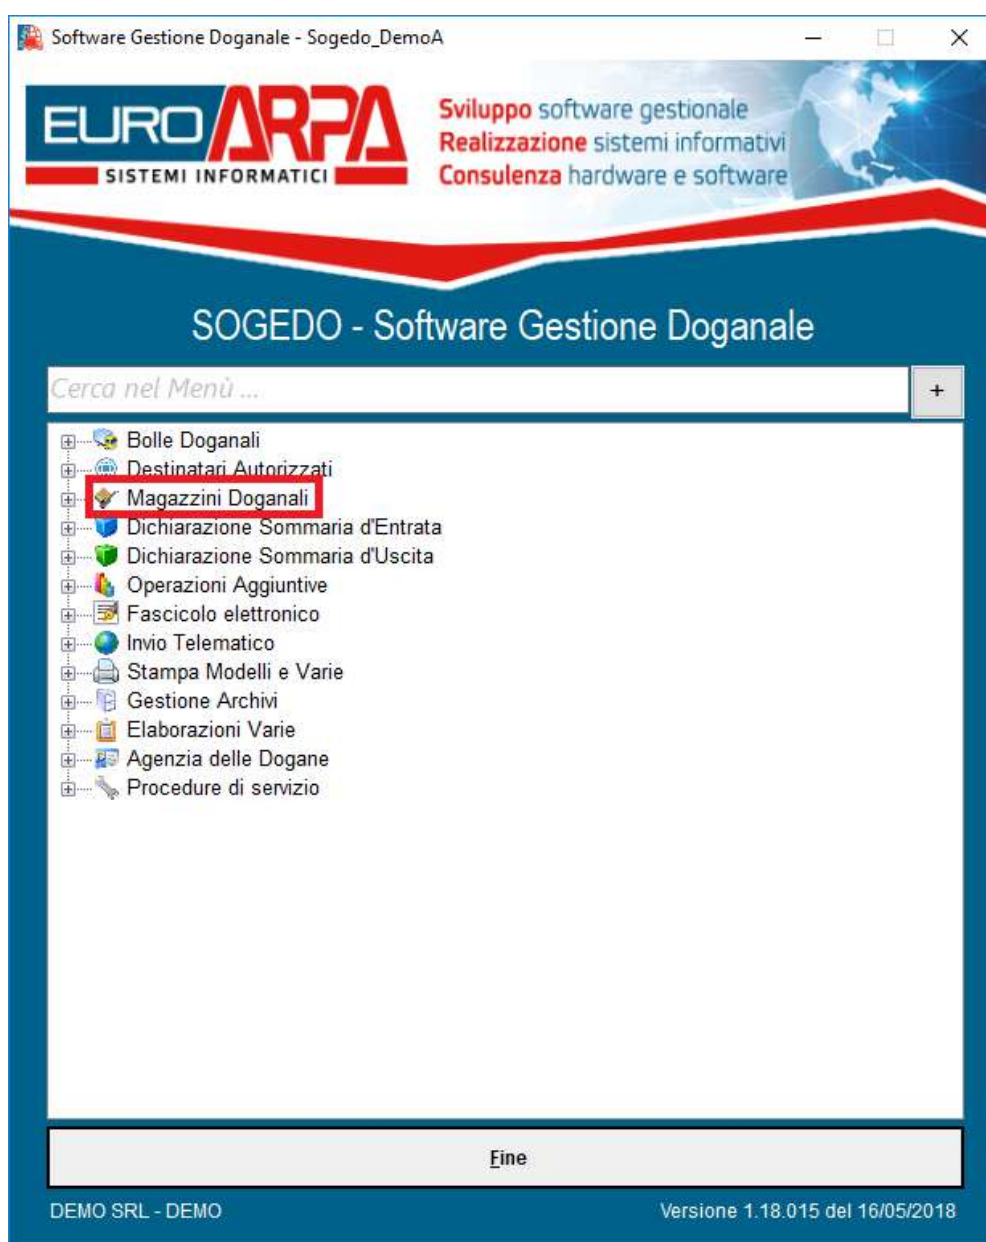 Software Gestione Doganale - Sogedo_DemoA
EURO ARPA
SISTEMI INFORMATICI
Sviluppo software gestionale
Realizzazione sistemi informativi
Consulenza hardware e software
SOGEDO - Software Gestione Doganale
Cerca nel Menù ...
+
Bolle Doganali
Destinatari Autorizzati
Magazzini Doganali
Dichiarazione Sommaria d'Entrata
Dichiarazione Sommaria d'Uscita
Operazioni Aggiuntive
Fascicolo elettronico
Invio Telematico
Stampa Modelli e Varie
Gestione Archivi
Elaborazioni Varie
Agenzia delle Dogane
Procedure di servizio
Fine
DEMO SRL - DEMO
Versione 1.18.015 del 16/05/2018